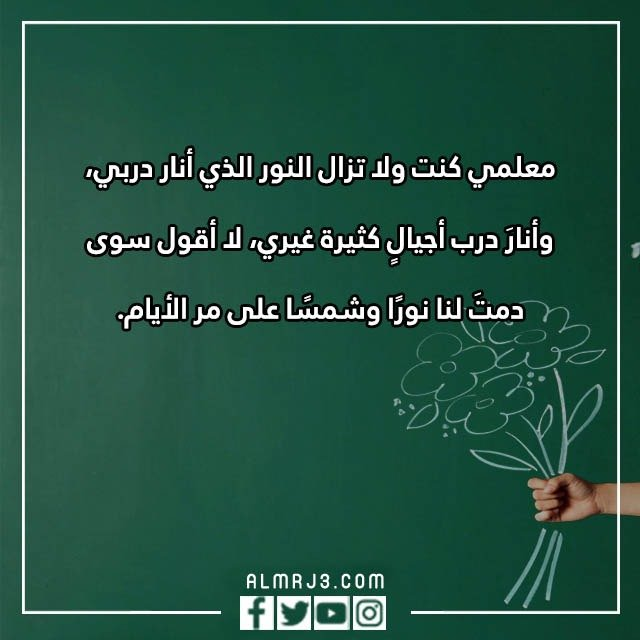 معلمي كنت ولا تزال النور الذي أنار دربي،
وأنارَ درب أجيالٍ كثيرة غيري، لا أقول سوى
دمتَ لنا نورًا وشمسًا على مر الأيام.
ALMRJ3.COM